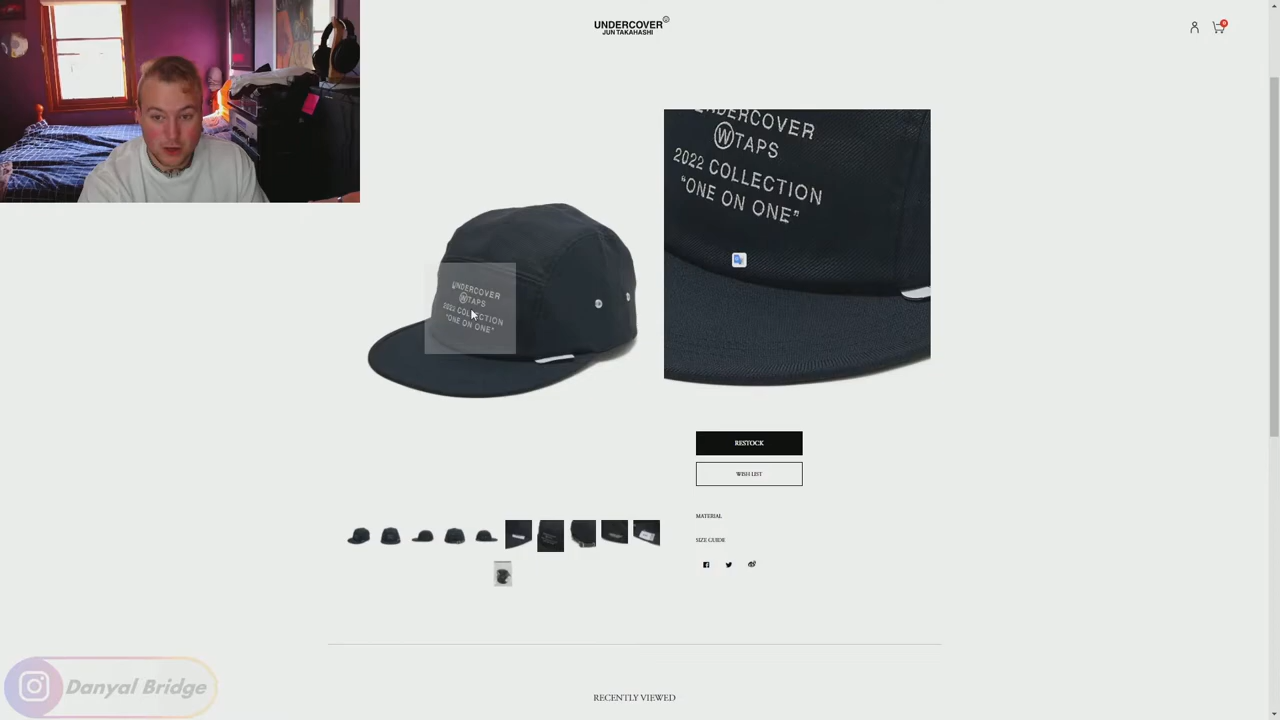 UNDERCOVER
JUN TAKAHASHI
0
UNDERCOVER
WTAPS
2022 COLLECTION
"ONE ON ONE"
UNDERCOVER
WTAPS
2022 COLLECTION
"ONE ON ONE"
RESTOCK
WISH LIST
MATERIAL
SIZE GUIDE
RECENTLY VIEWED
Danyal Bridge